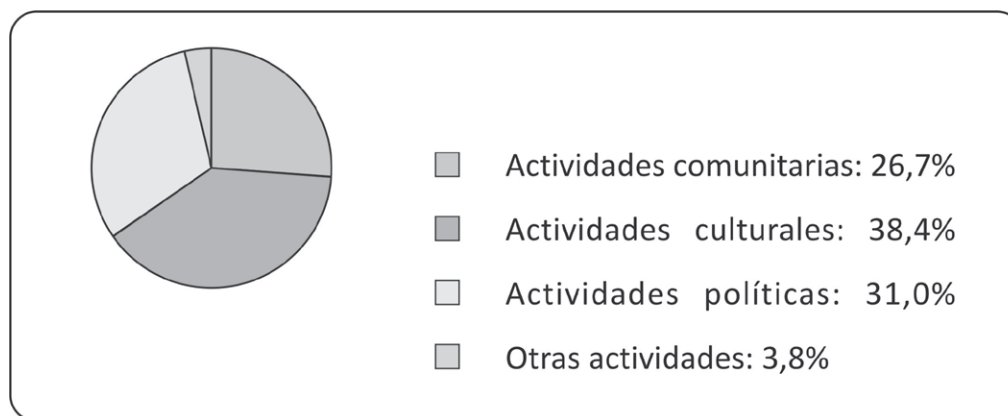 Actividades comunitarias: 26,7%
Actividades culturales: 38,4%
Actividades políticas: 31,0%
Otras actividades: 3,8%